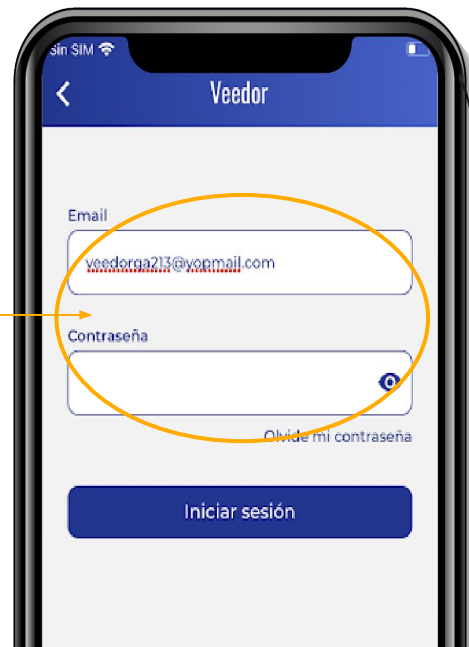 Sin SIM
Veedor
Email
veedorga213@yopmail.com
Contraseña
Olvide mi contraseña
Iniciar sesión